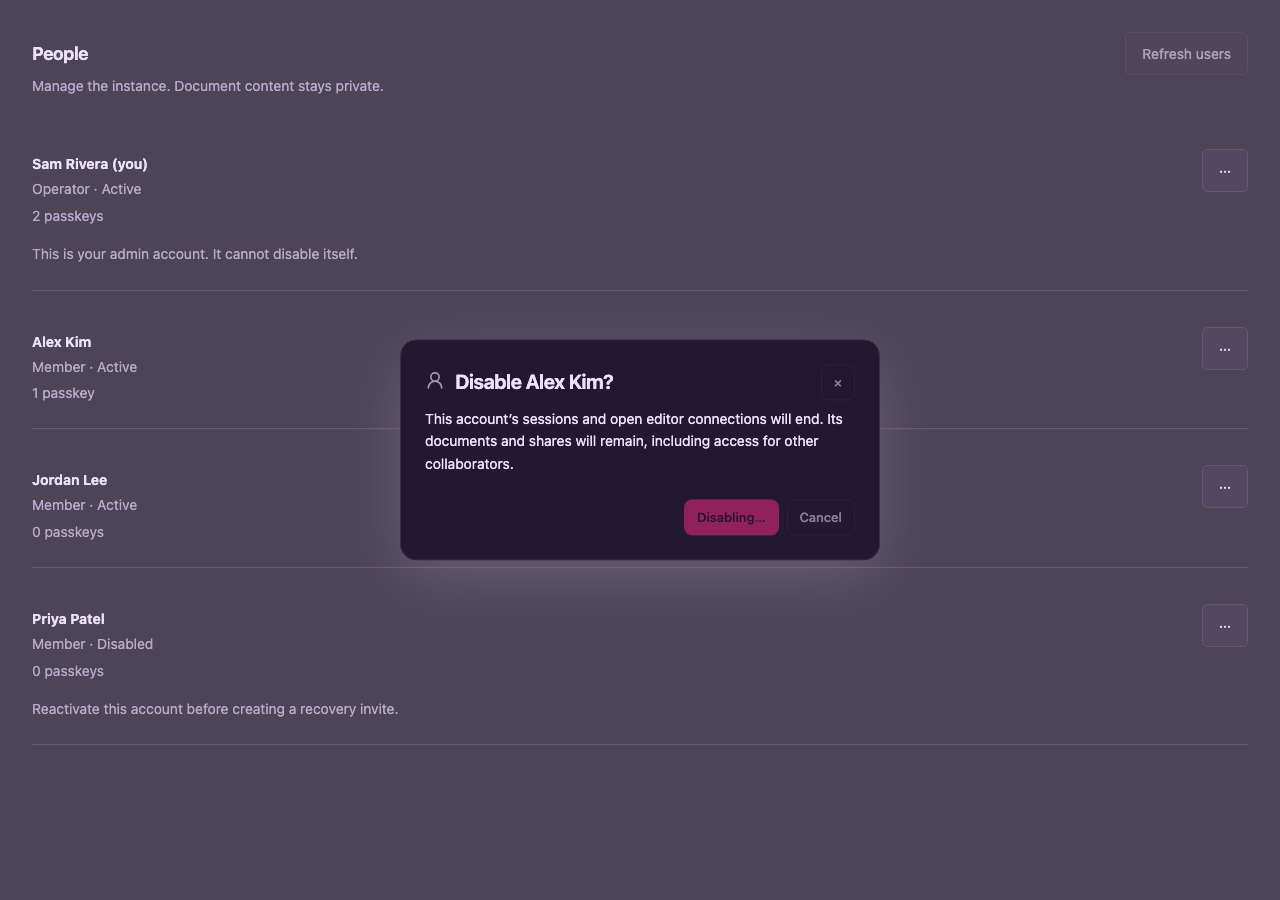 People
Refresh users
Manage the instance. Document content stays private.
Sam Rivera (you)
...
Operator · Active
2 passkeys
This is your admin account. It cannot disable itself.
Alex Kim
...
Member · Active
1 passkey
Disable Alex Kim?
×
This account’s sessions and open editor connections will end. Its
documents and shares will remain, including access for other
collaborators.
Disabling…
Cancel
Jordan Lee
...
Member · Active
0 passkeys
Priya Patel
...
Member · Disabled
0 passkeys
Reactivate this account before creating a recovery invite.